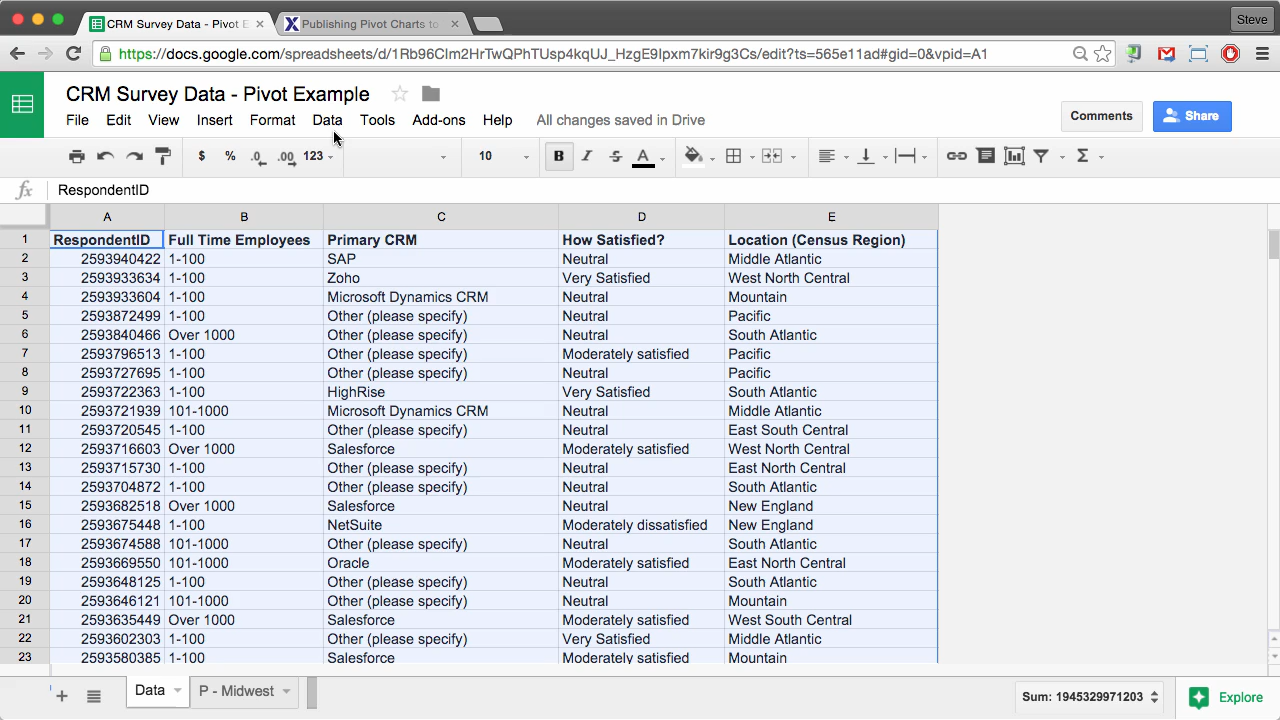 CRM Survey Data - Pivot E
Publishing Pivot Charts to
Steve
https://docs.google.com/spreadsheets/d/1Rb96CIm2HrTwQPhTUsp4kqUJ_HzgE9Ipxm7kir9g3Cs/edit?ts=565e11ad#gid=0&vpid=A1
CRM Survey Data - Pivot Example
File Edit View Insert Format Data Tools Add-ons Help All changes saved in Drive
Comments Share
$ % .0 .00 123 10 B I S A Σ
fx RespondentID
A B C D E
1 RespondentID Full Time Employees Primary CRM How Satisfied? Location (Census Region)
2 2593940422 1-100 SAP Neutral Middle Atlantic
3 2593933634 1-100 Zoho Very Satisfied West North Central
4 2593933604 1-100 Microsoft Dynamics CRM Neutral Mountain
5 2593872499 1-100 Other (please specify) Neutral Pacific
6 2593840466 Over 1000 Other (please specify) Neutral South Atlantic
7 2593796513 1-100 Other (please specify) Moderately satisfied Pacific
8 2593727695 1-100 Other (please specify) Neutral Pacific
9 2593722363 1-100 HighRise Very Satisfied South Atlantic
10 2593721939 101-1000 Microsoft Dynamics CRM Neutral Middle Atlantic
11 2593720545 1-100 Other (please specify) Neutral East South Central
12 2593716603 Over 1000 Salesforce Moderately satisfied West North Central
13 2593715730 1-100 Other (please specify) Neutral East North Central
14 2593704872 1-100 Other (please specify) Neutral South Atlantic
15 2593682518 Over 1000 Salesforce Neutral New England
16 2593675448 1-100 NetSuite Moderately dissatisfied New England
17 2593674588 101-1000 Other (please specify) Neutral South Atlantic
18 2593669550 101-1000 Oracle Moderately satisfied East North Central
19 2593648125 1-100 Other (please specify) Neutral South Atlantic
20 2593646121 101-1000 Other (please specify) Neutral Mountain
21 2593635449 Over 1000 Salesforce Moderately satisfied West South Central
22 2593602303 1-100 Other (please specify) Very Satisfied Middle Atlantic
23 2593580385 1-100 Salesforce Moderately satisfied Mountain
Data P - Midwest Sum: 1945329971203 Explore